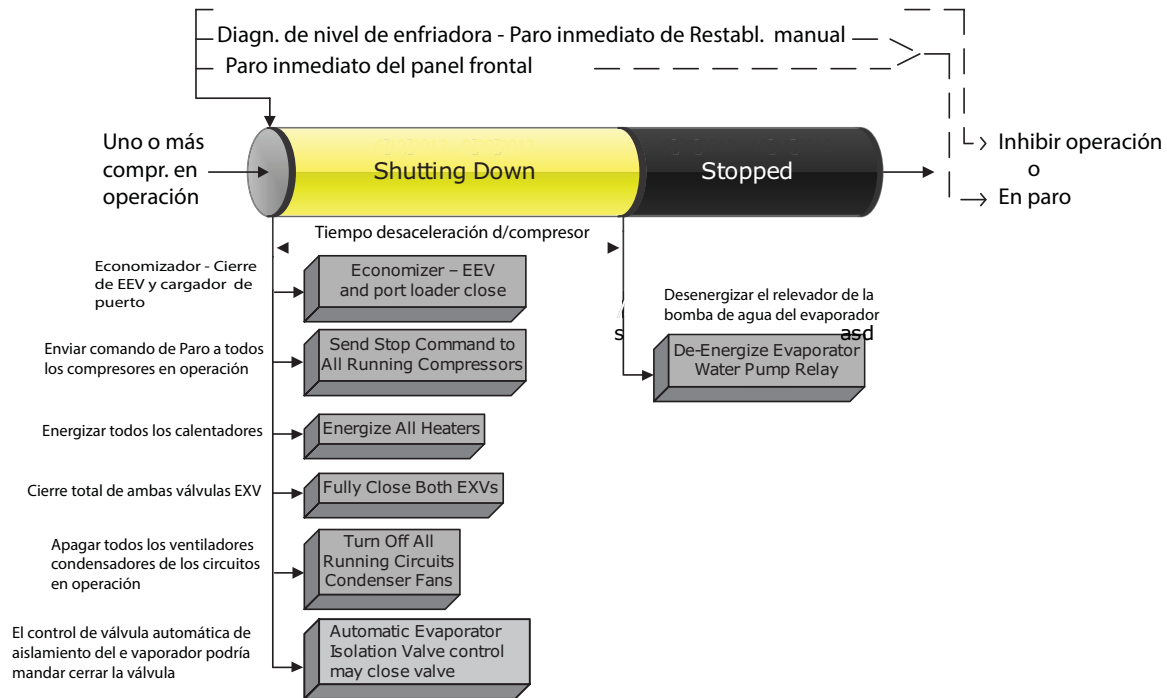 Diagn. de nivel de enfriadora - Paro inmediato de Restabl. manual
Paro inmediato del panel frontal
Uno o más
compr. en
operación
Shutting Down
Stopped
Inhibir operación
o
En paro
Tiempo desaceleración d/compresor
Economizador - Cierre
de EEV y cargador de
puerto
Economizer – EEV
and port loader close
Desenergizar el relevador de la
bomba de agua del evaporador
s
asd
De-Energize Evaporator
Water Pump Relay
Enviar comando de Paro a todos
los compresores en operación
Send Stop Command to
All Running Compressors
Energizar todos los calentadores
Energize All Heaters
Cierre total de ambas válvulas EXV
Fully Close Both EXVs
Apagar todos los ventiladores
condensadores de los circuitos
en operación
Turn Off All
Running Circuits
Condenser Fans
El control de válvula automática de
aislamiento del e vaporador podría
mandar cerrar la válvula
Automatic Evaporator
Isolation Valve control
may close valve